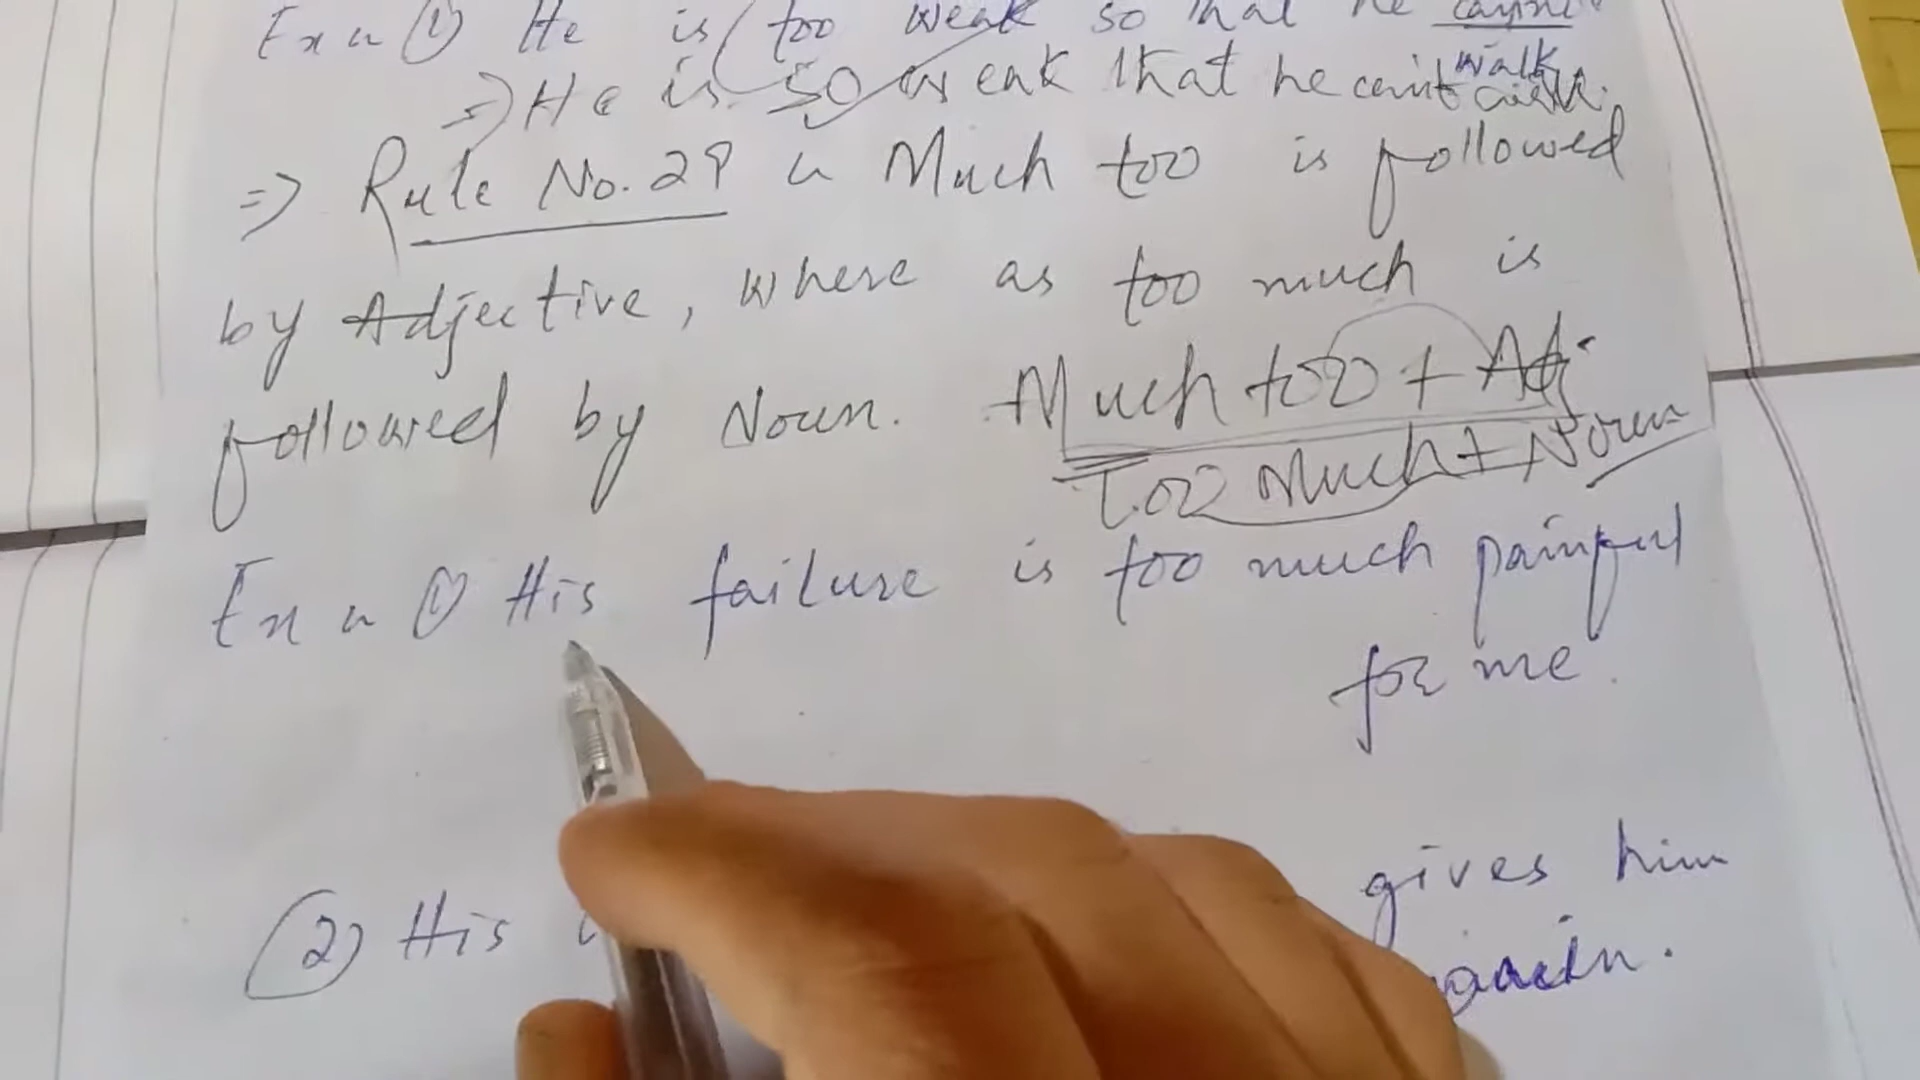 Ex n ① He is too weak so that he cannot
walk
⇒ He is so weak that he can't walk.
⇒ Rule No. 29 n Much too is followed
by Adjective, where as too much is
followed by Noun. Much too + Adj.
Too Much + Noun
Ex n ① His failure is too much painful
for me.
② His gives him